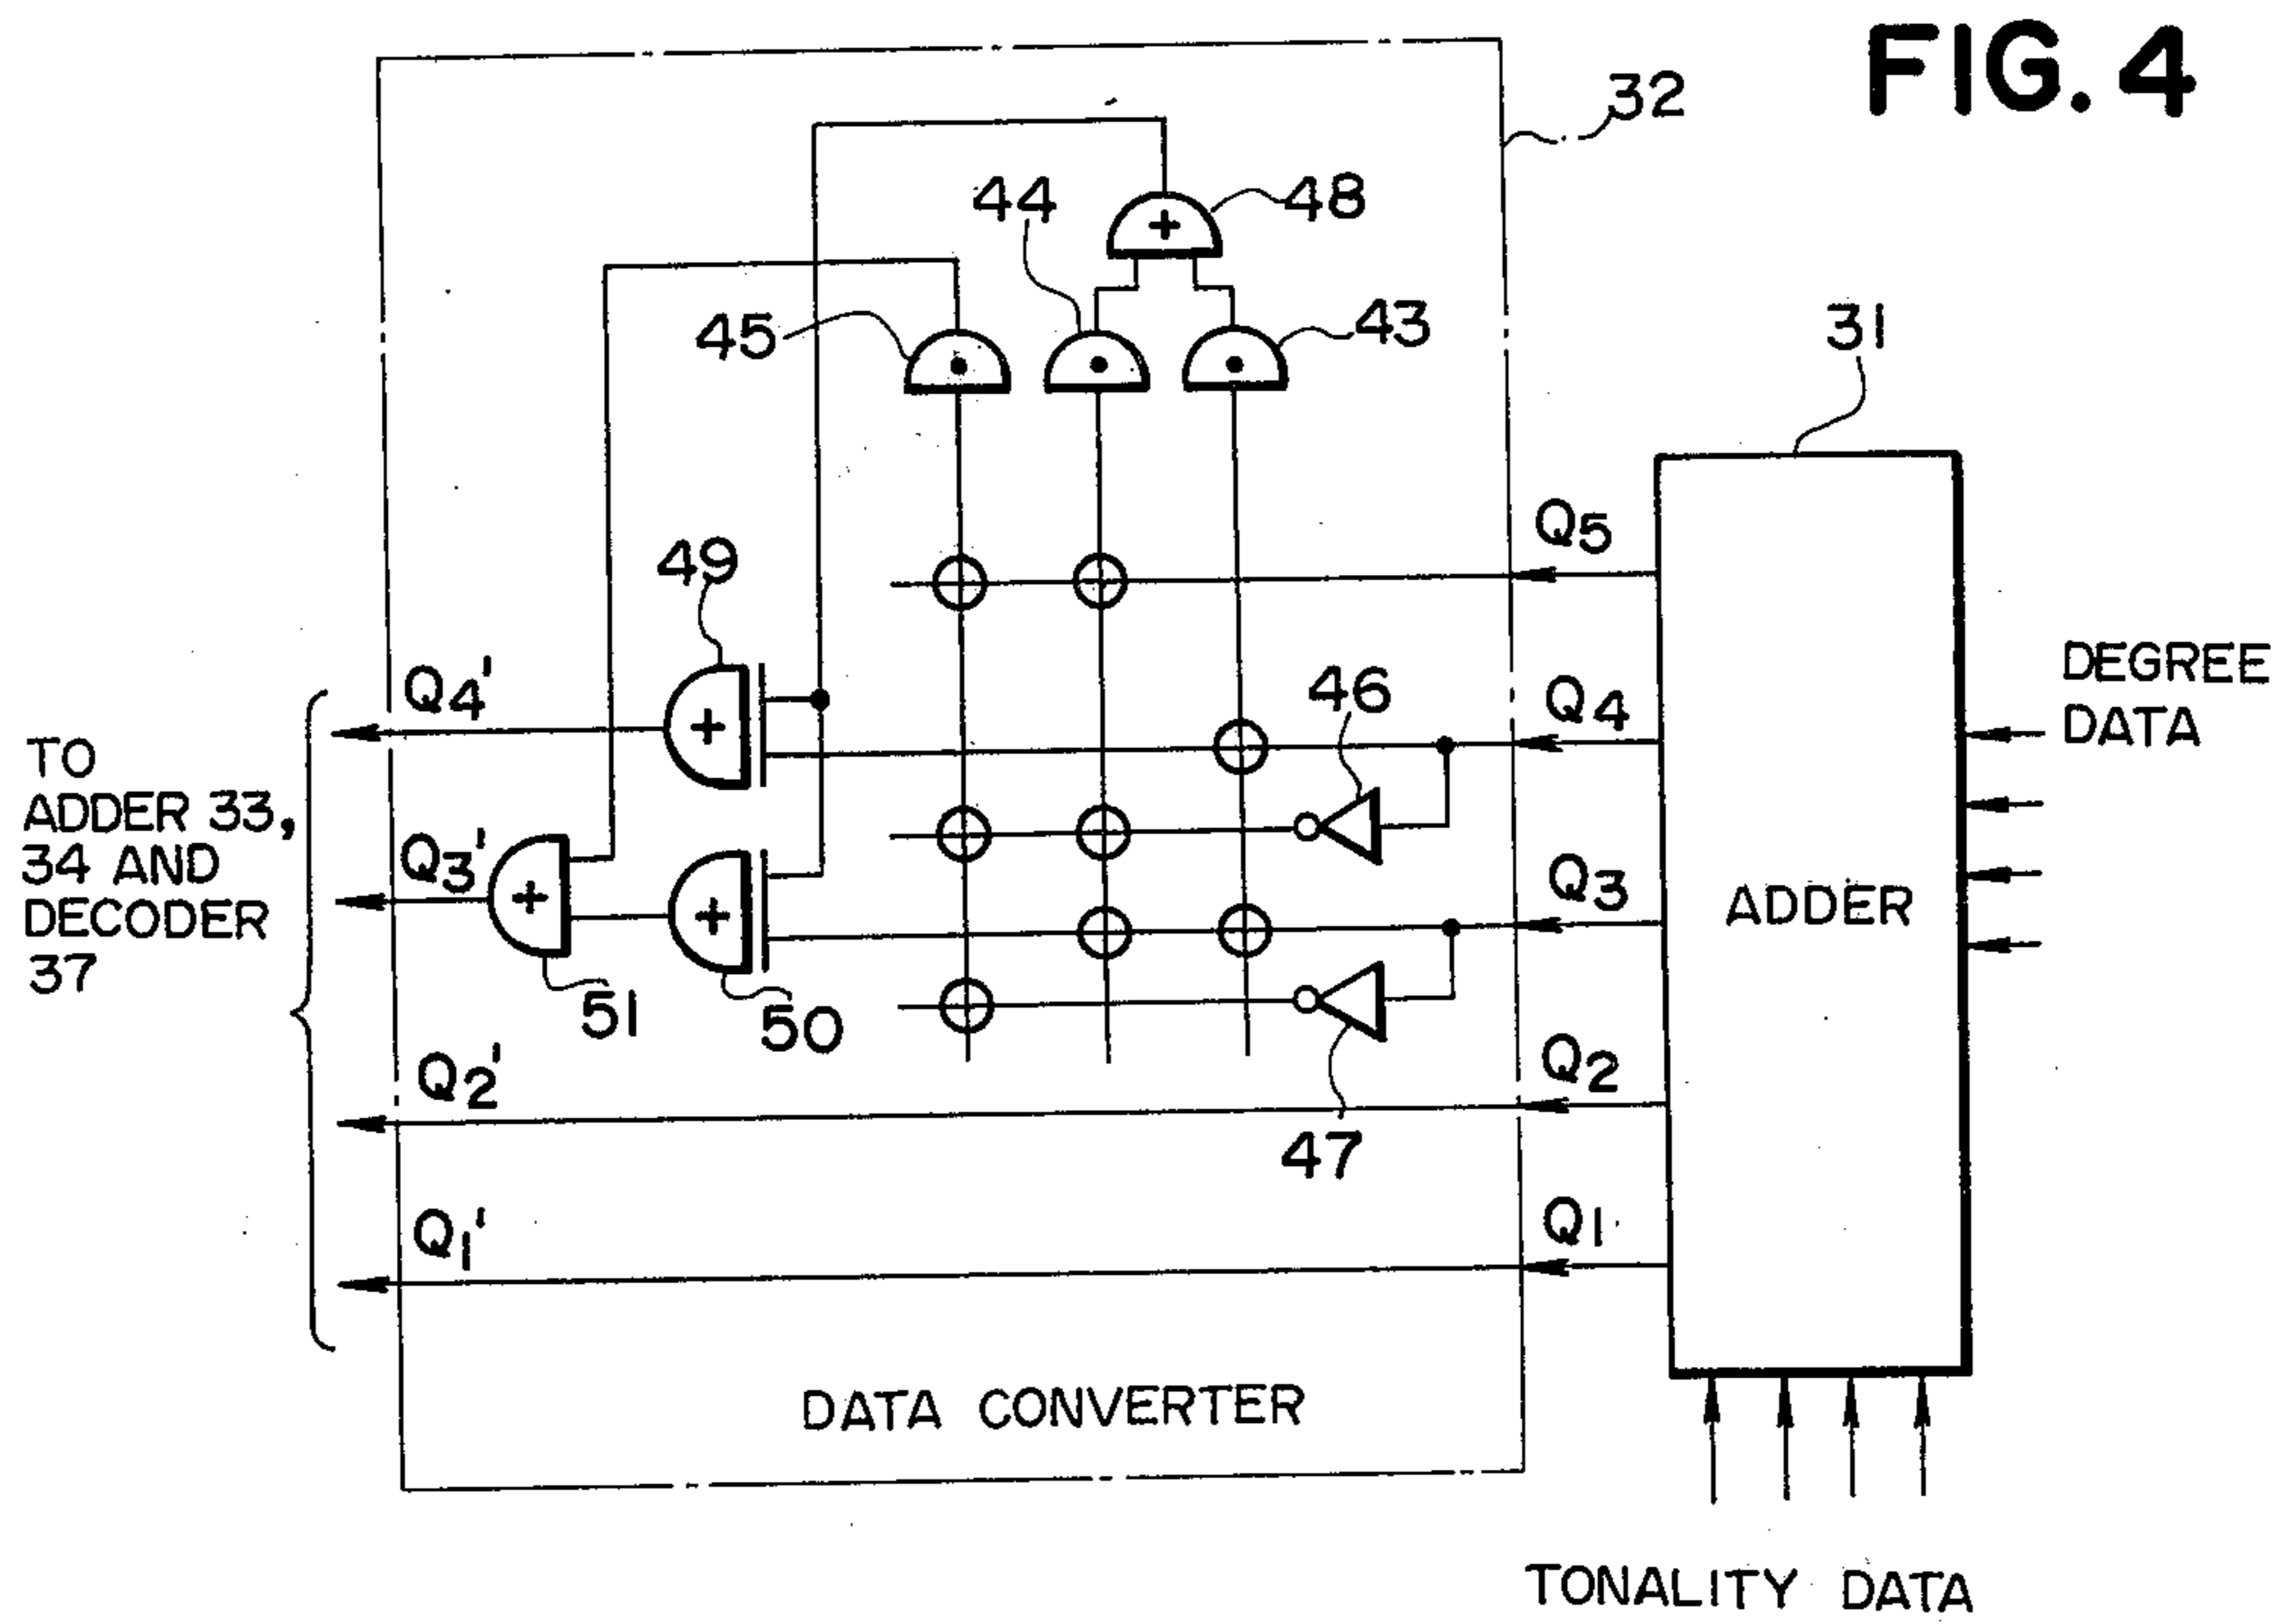 FIG. 4
32
44
48
45
43
31
Q5
49
Q4'
46
Q4
DEGREE
DATA
TO
ADDER 33,
34 AND
DECODER
37
Q3'
Q3
ADDER
51
50
Q2'
Q2
47
Q1'
Q1
DATA CONVERTER
TONALITY DATA